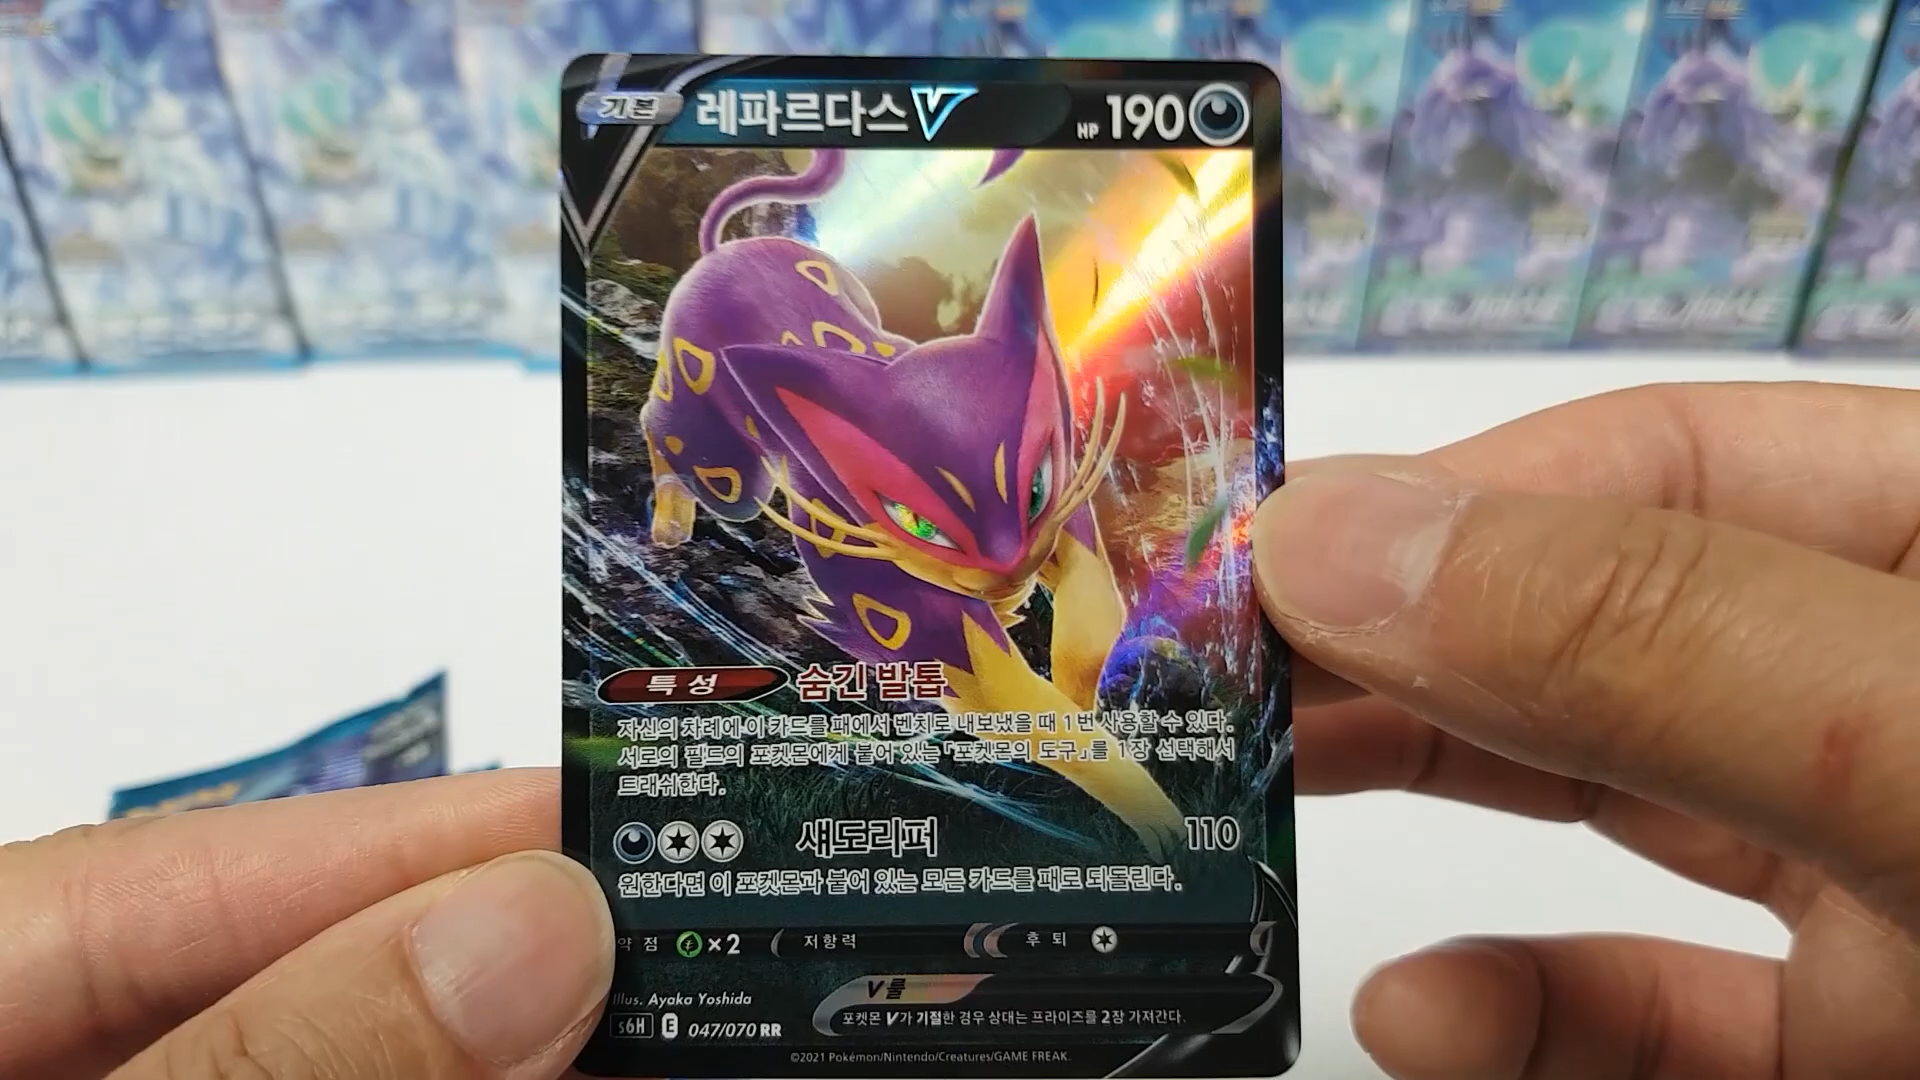 기본 레파르다스V HP 190
특성 숨긴 발톱
자신의 차례에 이 카드를 패에서 벤치로 내보냈을 때 1번 사용할 수 있다.
서로의 필드의 포켓몬에게 붙어 있는 「포켓몬의 도구」를 1장 선택해서
트래쉬한다.
섀도리퍼 110
원한다면 이 포켓몬과 붙어 있는 모든 카드를 패로 되돌린다.
약점 ×2 저항력 후퇴
V룰
포켓몬 V가 기절한 경우 상대는 프라이즈를 2장 가져간다.
Illus. Ayaka Yoshida
s6H E 047/070 RR
©2021 Pokémon/Nintendo/Creatures/GAME FREAK.